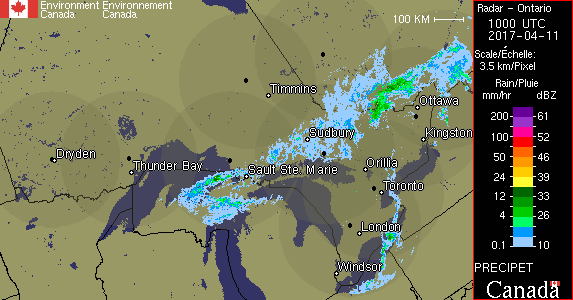 Environment Environnement
Canada Canada
100 KM
Timmins
Ottawa
Sudbury
Kingston
Dryden
Thunder Bay
Sault Ste. Marie
Orillia
Toronto
London
Windsor
Radar - Ontario
1000 UTC
2017-04-11
Scale/Échelle:
3.5 km/Pixel
Rain/Pluie
mm/hr dBZ
200 61
100 52
50 46
24 39
12 33
4 26
0.1 10
PRECIPET
Canada